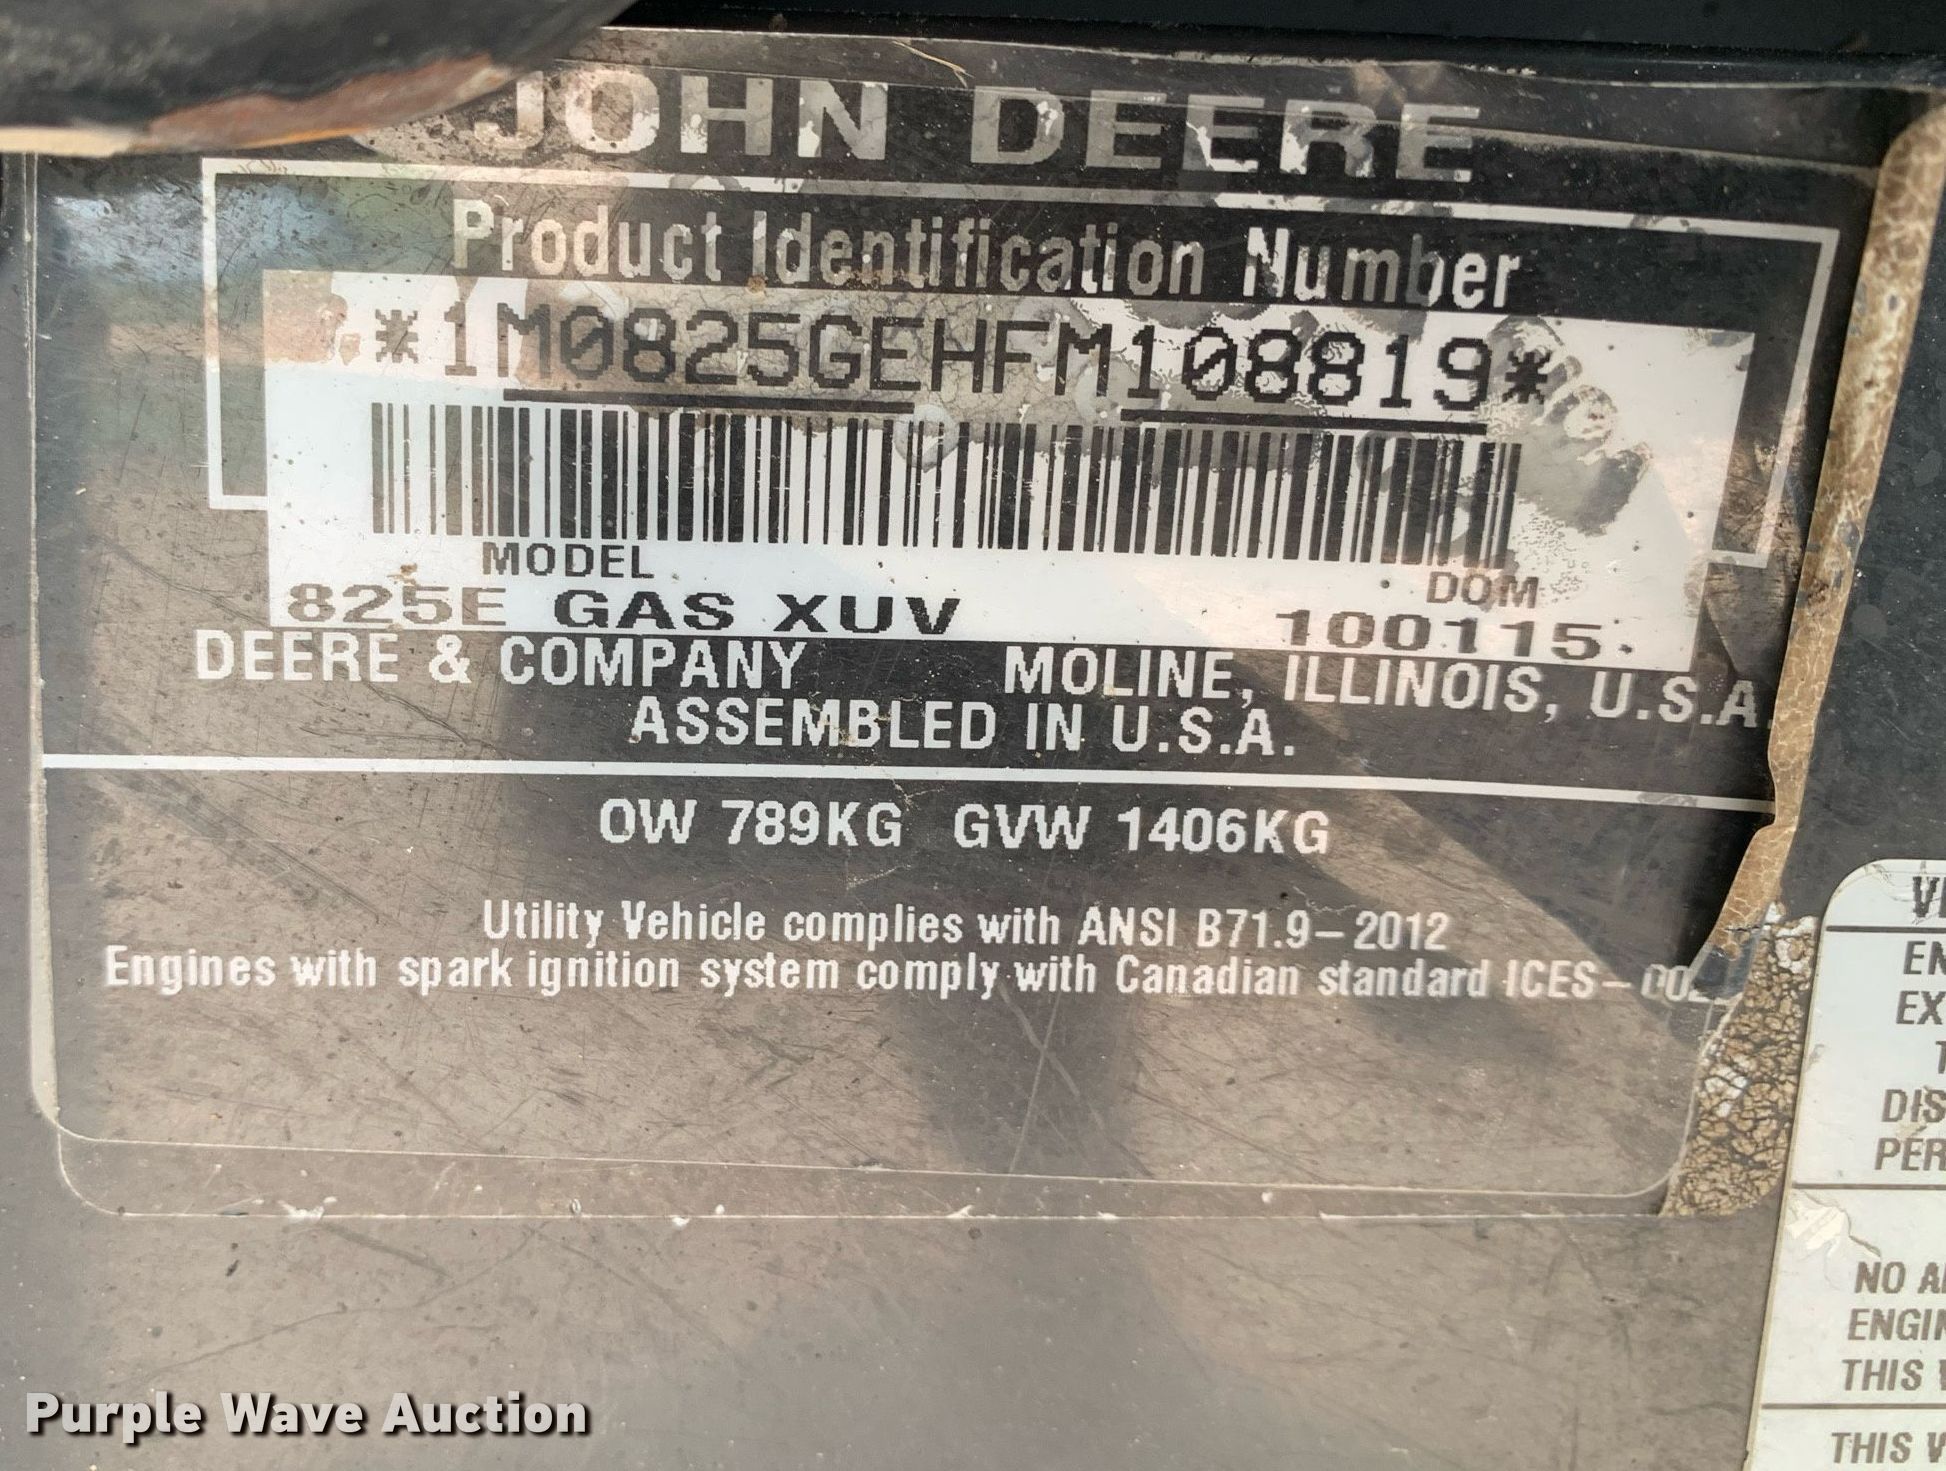 JOHN DEERE
Product Identification Number
*1M0825GEHFM108819*
MODEL
DOM
825E GAS XUV
100115
DEERE & COMPANY MOLINE, ILLINOIS, U.S.A.
ASSEMBLED IN U.S.A.
OW 789KG GVW 1406KG
Utility Vehicle complies with ANSI B71.9-2012
Engines with spark ignition system comply with Canadian standard ICES-
NO
THIS
THIS
Purple Wave Auction